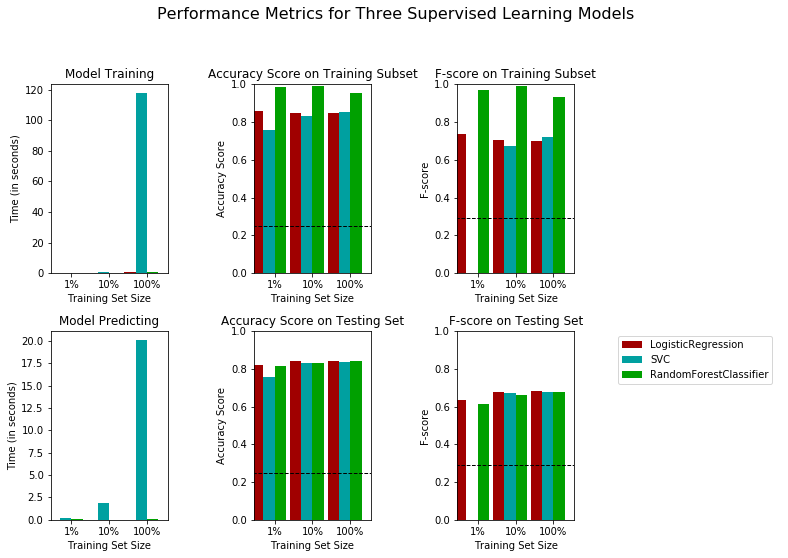 Performance Metrics for Three Supervised Learning Models
Model Training
Time (in seconds)
120
100
80
60
40
20
0
1% 10% 100%
Training Set Size
Accuracy Score on Training Subset
Accuracy Score
1.0
0.8
0.6
0.4
0.2
0.0
1% 10% 100%
Training Set Size
F-score on Training Subset
F-score
1.0
0.8
0.6
0.4
0.2
0.0
1% 10% 100%
Training Set Size
Model Predicting
Time (in seconds)
20.0
17.5
15.0
12.5
10.0
7.5
5.0
2.5
0.0
1% 10% 100%
Training Set Size
Accuracy Score on Testing Set
Accuracy Score
1.0
0.8
0.6
0.4
0.2
0.0
1% 10% 100%
Training Set Size
F-score on Testing Set
F-score
1.0
0.8
0.6
0.4
0.2
0.0
1% 10% 100%
Training Set Size
LogisticRegression
SVC
RandomForestClassifier